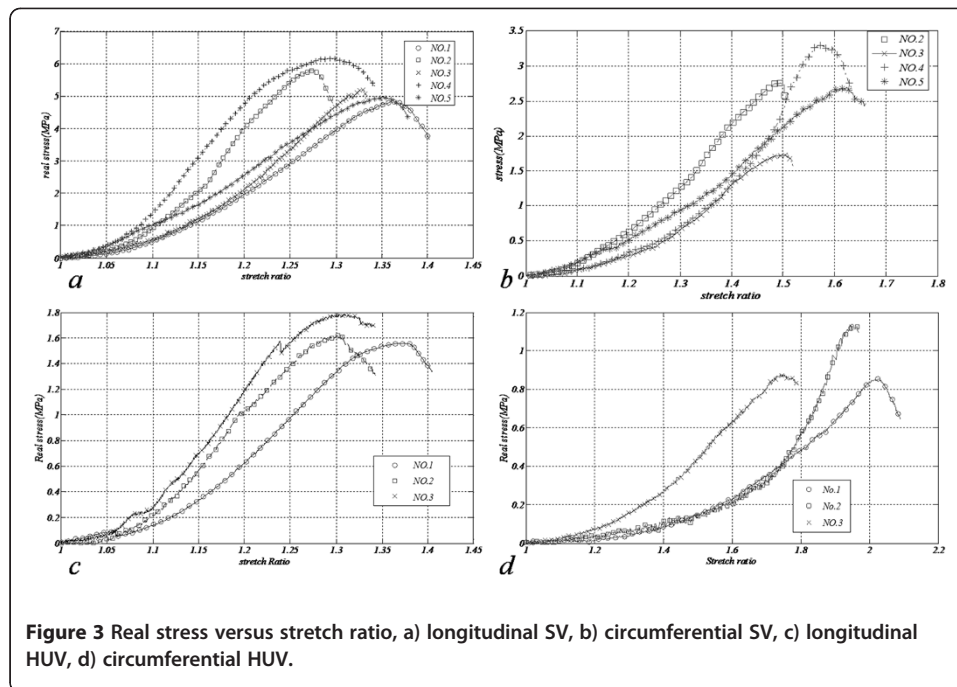 7
6
5
4
3
2
1
0
real stress(MPa)
NO.1
NO.2
NO.3
NO.4
NO.5
1 1.05 1.1 1.15 1.2 1.25 1.3 1.35 1.4 1.45
stretch ratio
a
3.5
3
2.5
2
1.5
1
0.5
0
stress(MPa)
NO.2
NO.3
NO.4
NO.5
1 1.1 1.2 1.3 1.4 1.5 1.6 1.7 1.8
stretch ratio
b
1.8
1.6
1.4
1.2
1
0.8
0.6
0.4
0.2
0
Real stress(MPa)
NO.1
NO.2
NO.3
1 1.05 1.1 1.15 1.2 1.25 1.3 1.35 1.4 1.45
stretch Ratio
c
1.2
1
0.8
0.6
0.4
0.2
0
Real stress(MPa)
No.1
No.2
NO.3
1 1.2 1.4 1.6 1.8 2 2.2
Stretch ratio
d
Figure 3 Real stress versus stretch ratio, a) longitudinal SV, b) circumferential SV, c) longitudinal
HUV, d) circumferential HUV.